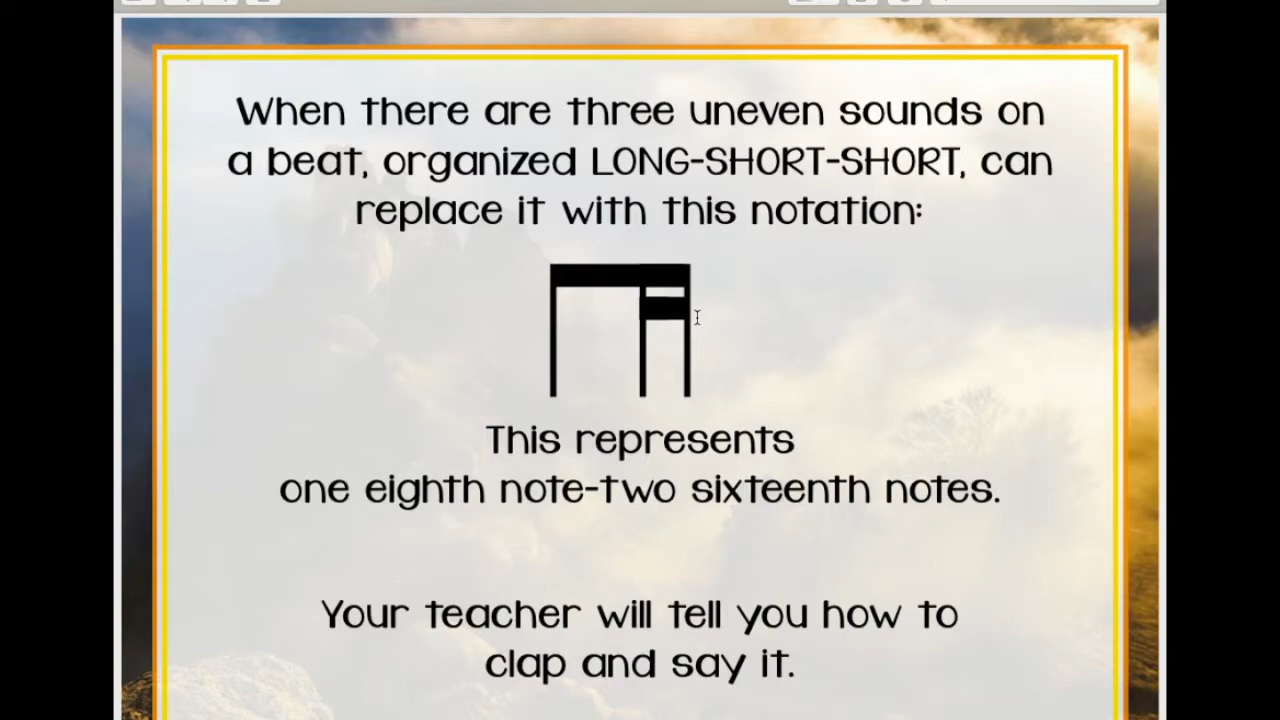 When there are three uneven sounds on
a beat, organized LONG-SHORT-SHORT, can
replace it with this notation:
This represents
one eighth note-two sixteenth notes.
Your teacher will tell you how to
clap and say it.